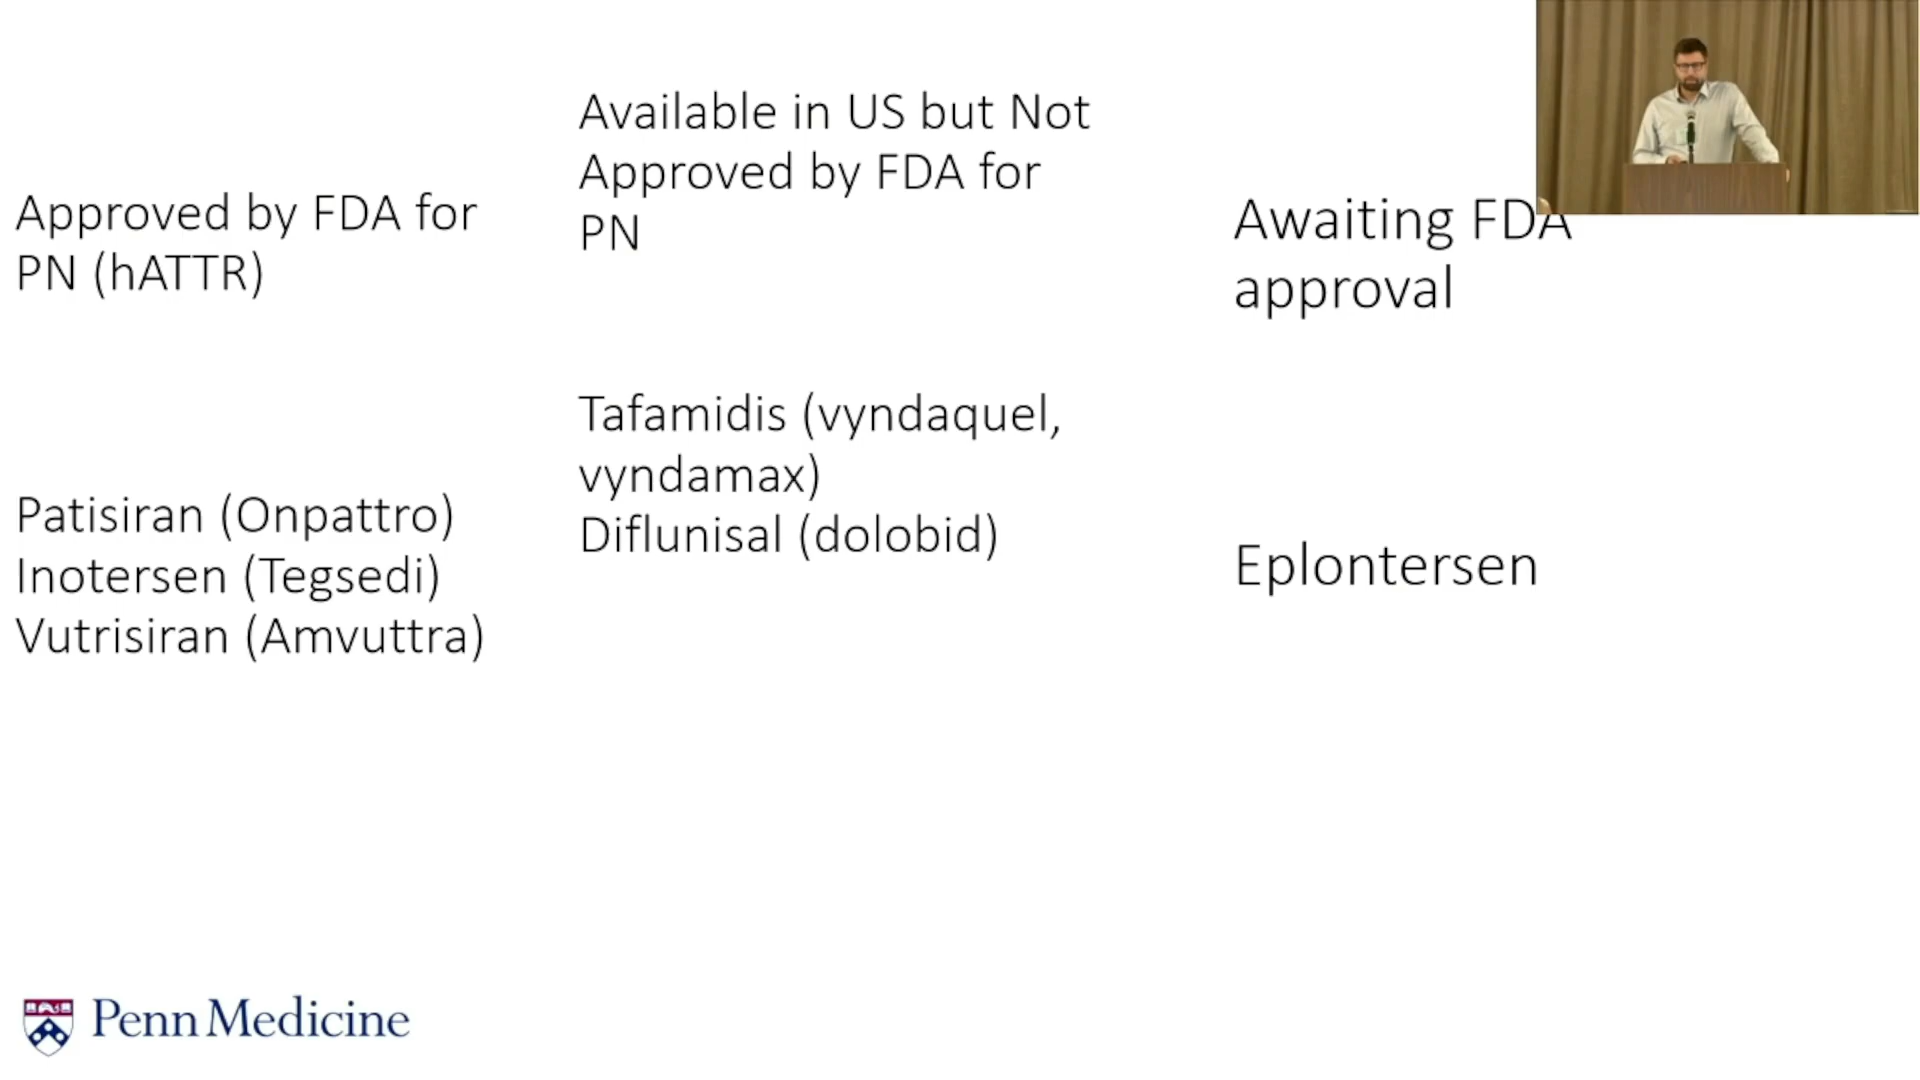 Approved by FDA for
PN (hATTR)
Patisiran (Onpattro)
Inotersen (Tegsedi)
Vutrisiran (Amvuttra)
Available in US but Not
Approved by FDA for
PN
Tafamidis (vyndaquel,
vyndamax)
Diflunisal (dolobid)
Awaiting FDA
approval
Eplontersen
Penn Medicine